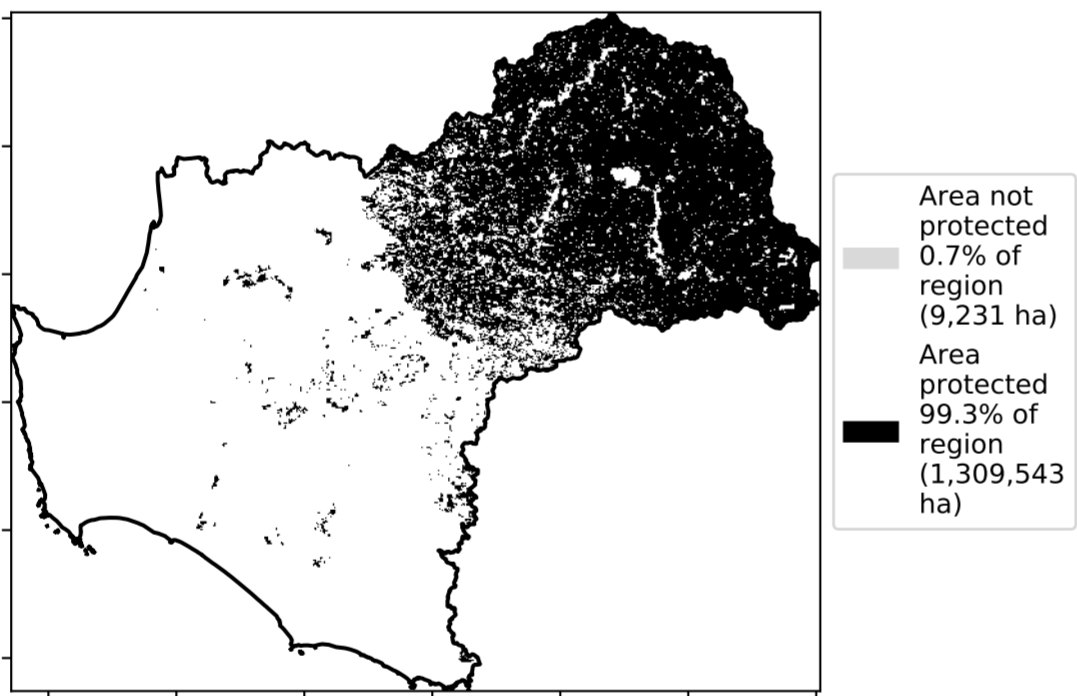 Area not
protected
0.7% of
region
(9,231 ha)
Area
protected
99.3% of
region
(1,309,543
ha)